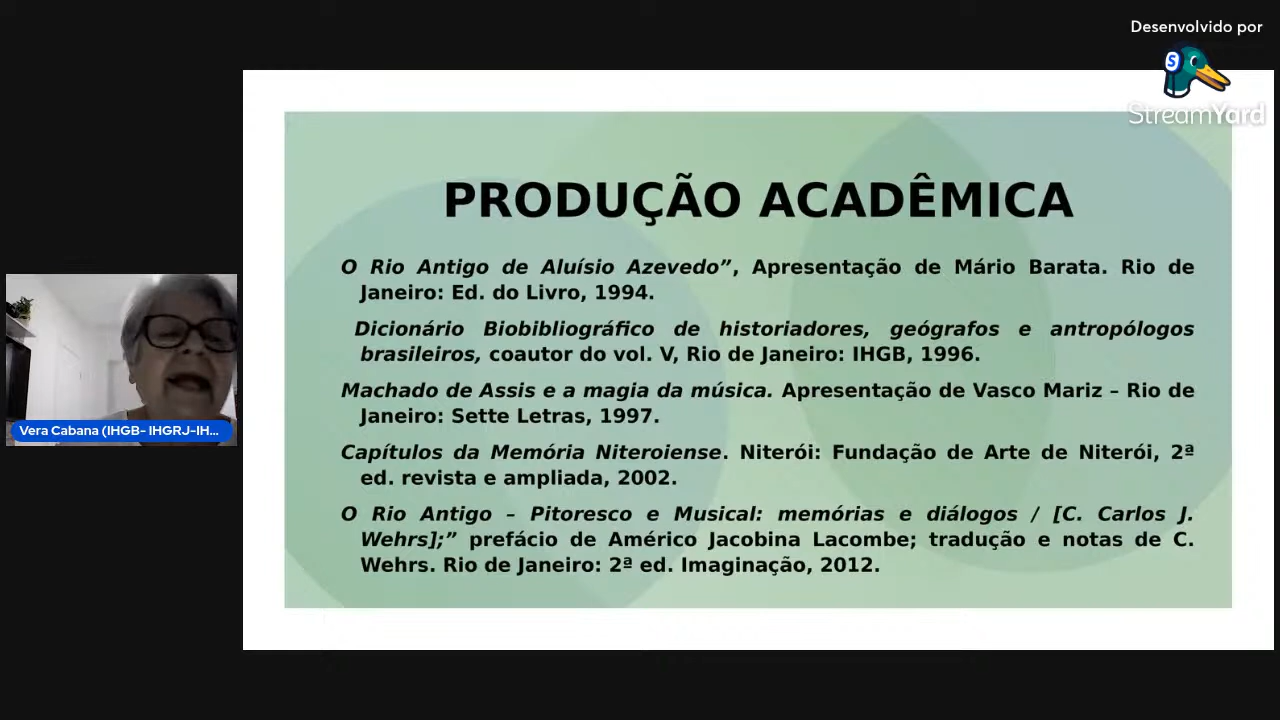 Desenvolvido por
S
StreamYard
PRODUÇÃO ACADÊMICA
O Rio Antigo de Aluísio Azevedo”, Apresentação de Mário Barata. Rio de
Janeiro: Ed. do Livro, 1994.
Dicionário Biobibliográfico de historiadores, geógrafos e antropólogos
brasileiros, coautor do vol. V, Rio de Janeiro: IHGB, 1996.
Machado de Assis e a magia da música. Apresentação de Vasco Mariz – Rio de
Janeiro: Sette Letras, 1997.
Capítulos da Memória Niteroiense. Niterói: Fundação de Arte de Niterói, 2ª
ed. revista e ampliada, 2002.
O Rio Antigo – Pitoresco e Musical: memórias e diálogos / [C. Carlos J.
Wehrs];” prefácio de Américo Jacobina Lacombe; tradução e notas de C.
Wehrs. Rio de Janeiro: 2ª ed. Imaginação, 2012.
Vera Cabana (IHGB- IHGRJ-IH...